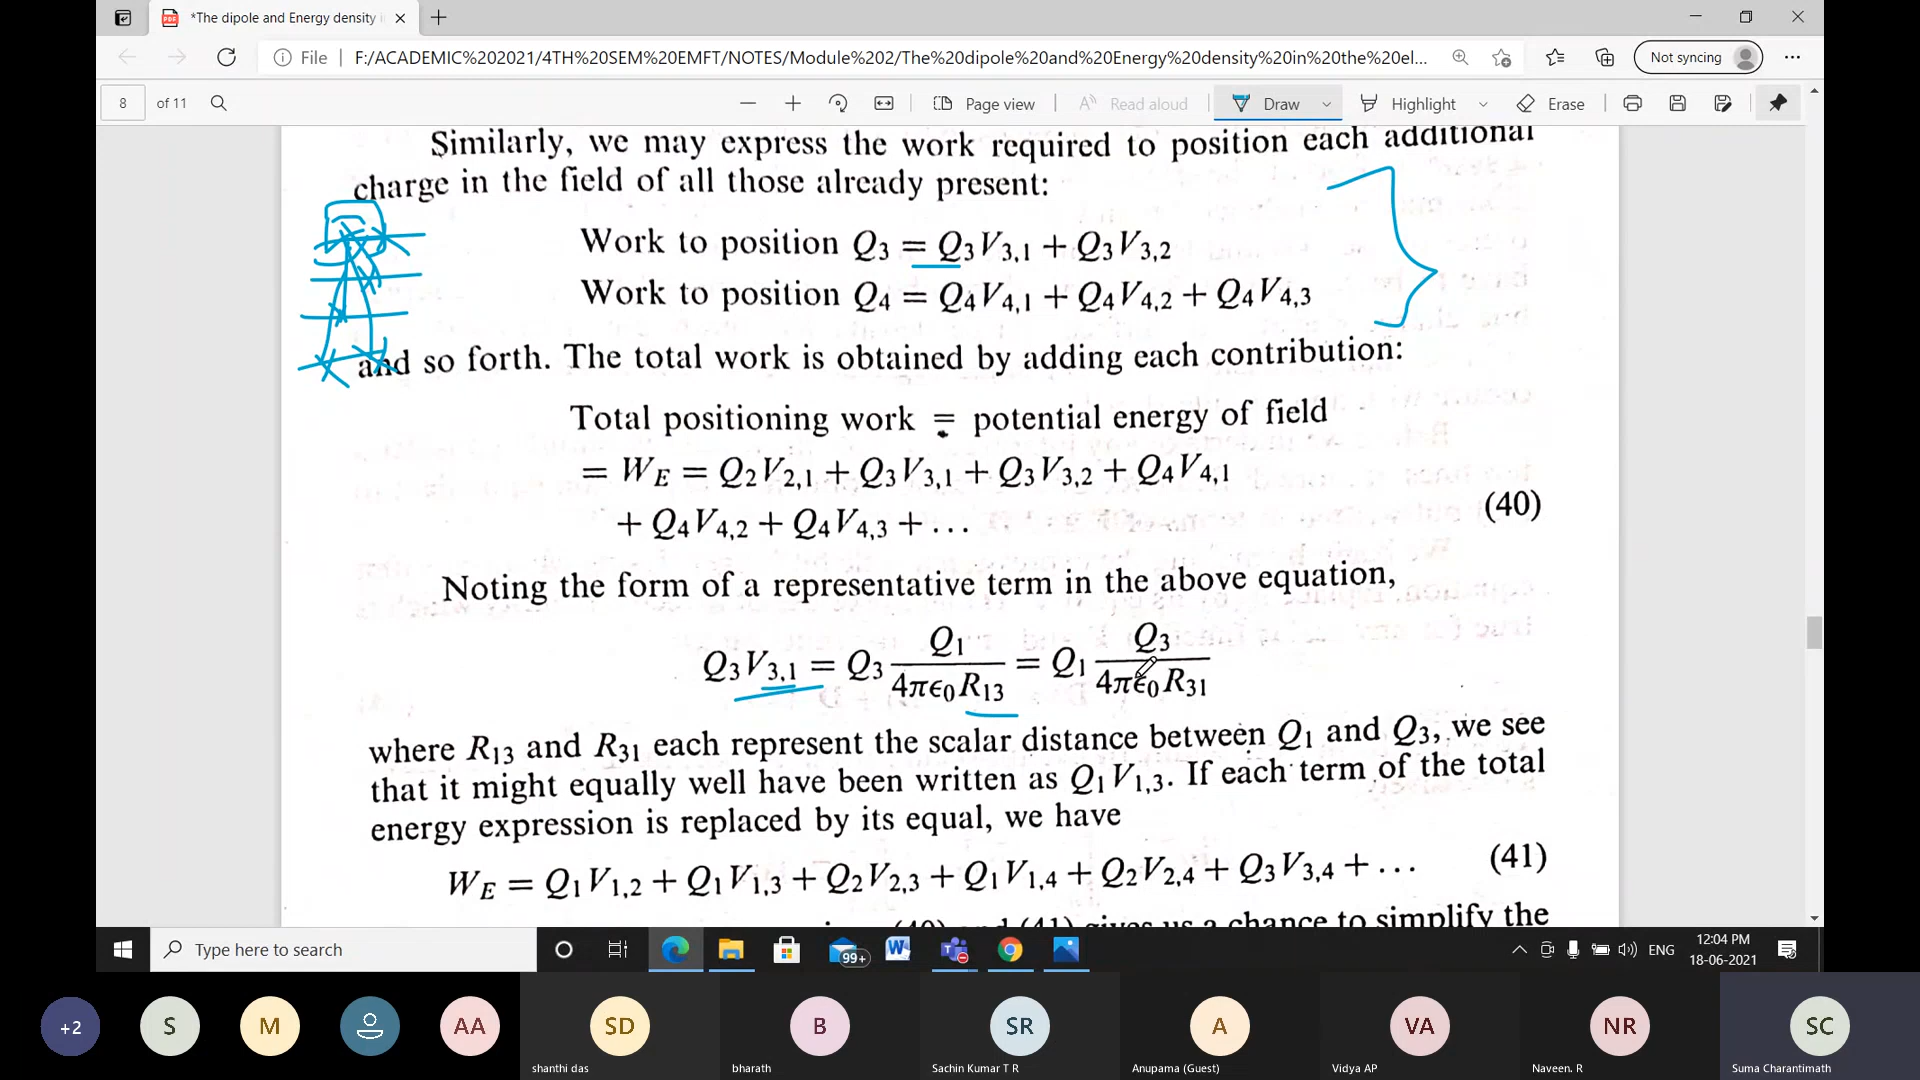 *The dipole and Energy density i
File F:/ACADEMIC%202021/4TH%20SEM%20EMFT/NOTES/Module%202/The%20dipole%20and%20Energy%20density%20in%20the%20el... Not syncing
8 of 11 Page view Read aloud Draw Highlight Erase
Similarly, we may express the work required to position each additional
charge in the field of all those already present:
Work to position Q₃ = Q₃V₃,₁ + Q₃V₃,₂
Work to position Q₄ = Q₄V₄,₁ + Q₄V₄,₂ + Q₄V₄,₃
and so forth. The total work is obtained by adding each contribution:
Total positioning work = potential energy of field
= W_E = Q₂V₂,₁ + Q₃V₃,₁ + Q₃V₃,₂ + Q₄V₄,₁
+ Q₄V₄,₂ + Q₄V₄,₃ + ... (40)
Noting the form of a representative term in the above equation,
Q₃V₃,₁ = Q₃ Q₁/4πϵ₀R₁₃ = Q₁ Q₃/4πϵ₀R₃₁
where R₁₃ and R₃₁ each represent the scalar distance between Q₁ and Q₃, we see
that it might equally well have been written as Q₁V₁,₃. If each term of the total
energy expression is replaced by its equal, we have
W_E = Q₁V₁,₂ + Q₁V₁,₃ + Q₂V₂,₃ + Q₁V₁,₄ + Q₂V₂,₄ + Q₃V₃,₄ + ... (41)
(40) and (41) gives us a chance to simplify the
Type here to search 99+ ENG 12:04 PM
18-06-2021
+2 S M AA SD B SR A VA NR SC
shanthi das bharath Sachin Kumar T R Anupama (Guest) Vidya AP Naveen. R Suma Charantimath